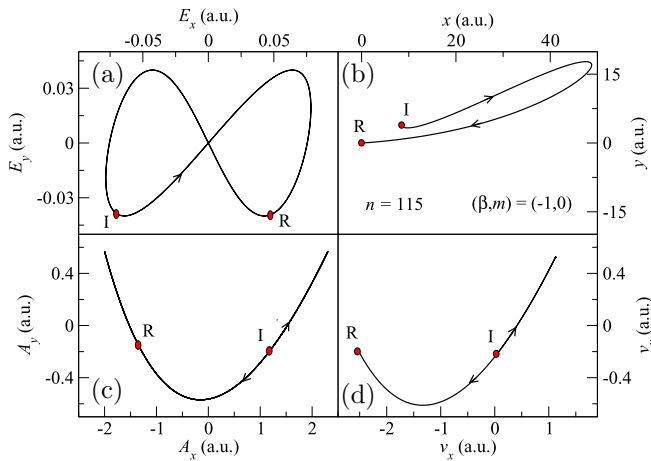 E_x (a.u.)
x (a.u.)
-0.05 0 0.05
0 20 40
(a)
(b)
E_y (a.u.)
0.03
0
-0.03
I
R
R
I
n = 115
(β,m) = (-1,0)
15
0
-15
y (a.u.)
A_y (a.u.)
0.4
0
-0.4
R
I
(c)
R
I
(d)
0.4
0
-0.4
-2 -1 0 1 2
-2 -1 0 1
A_x (a.u.)
v_x (a.u.)